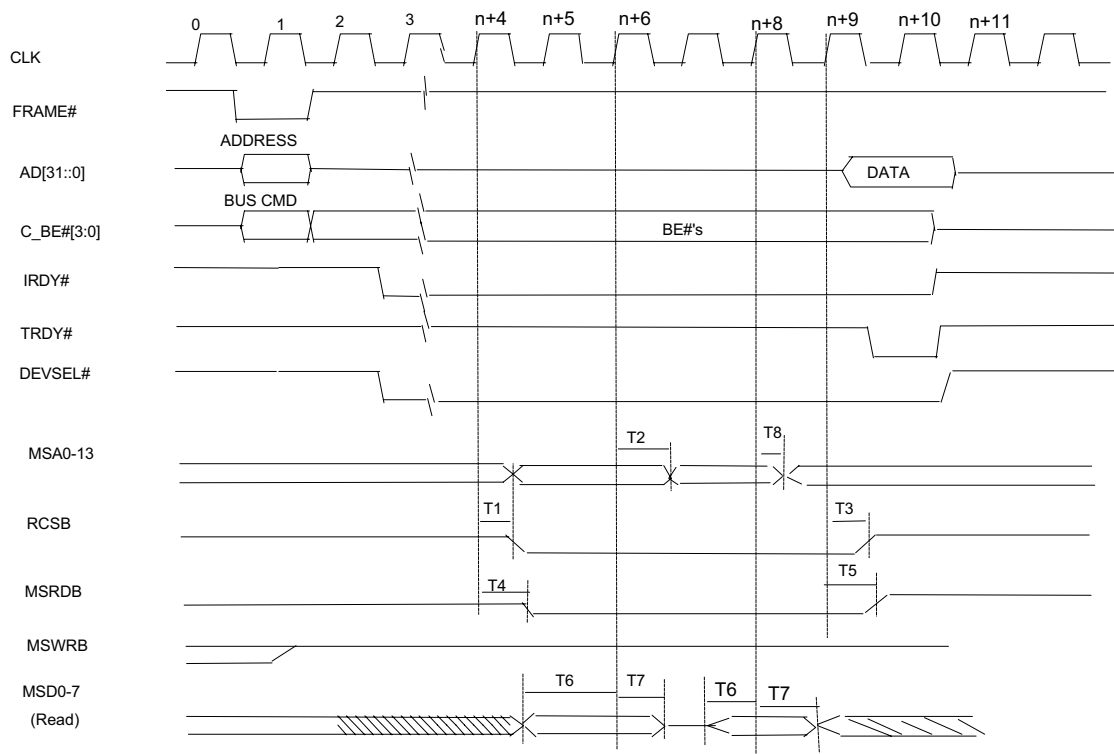 0 1 2 3 n+4 n+5 n+6 n+8 n+9 n+10 n+11
CLK
FRAME#
ADDRESS
AD[31::0]
DATA
BUS CMD
C_BE#[3:0]
BE#'s
IRDY#
TRDY#
DEVSEL#
MSA0-13
T2
T8
RCSB
T1
T3
MSRDB
T4
T5
MSWRB
MSD0-7
T6 T7 T6 T7
(Read)